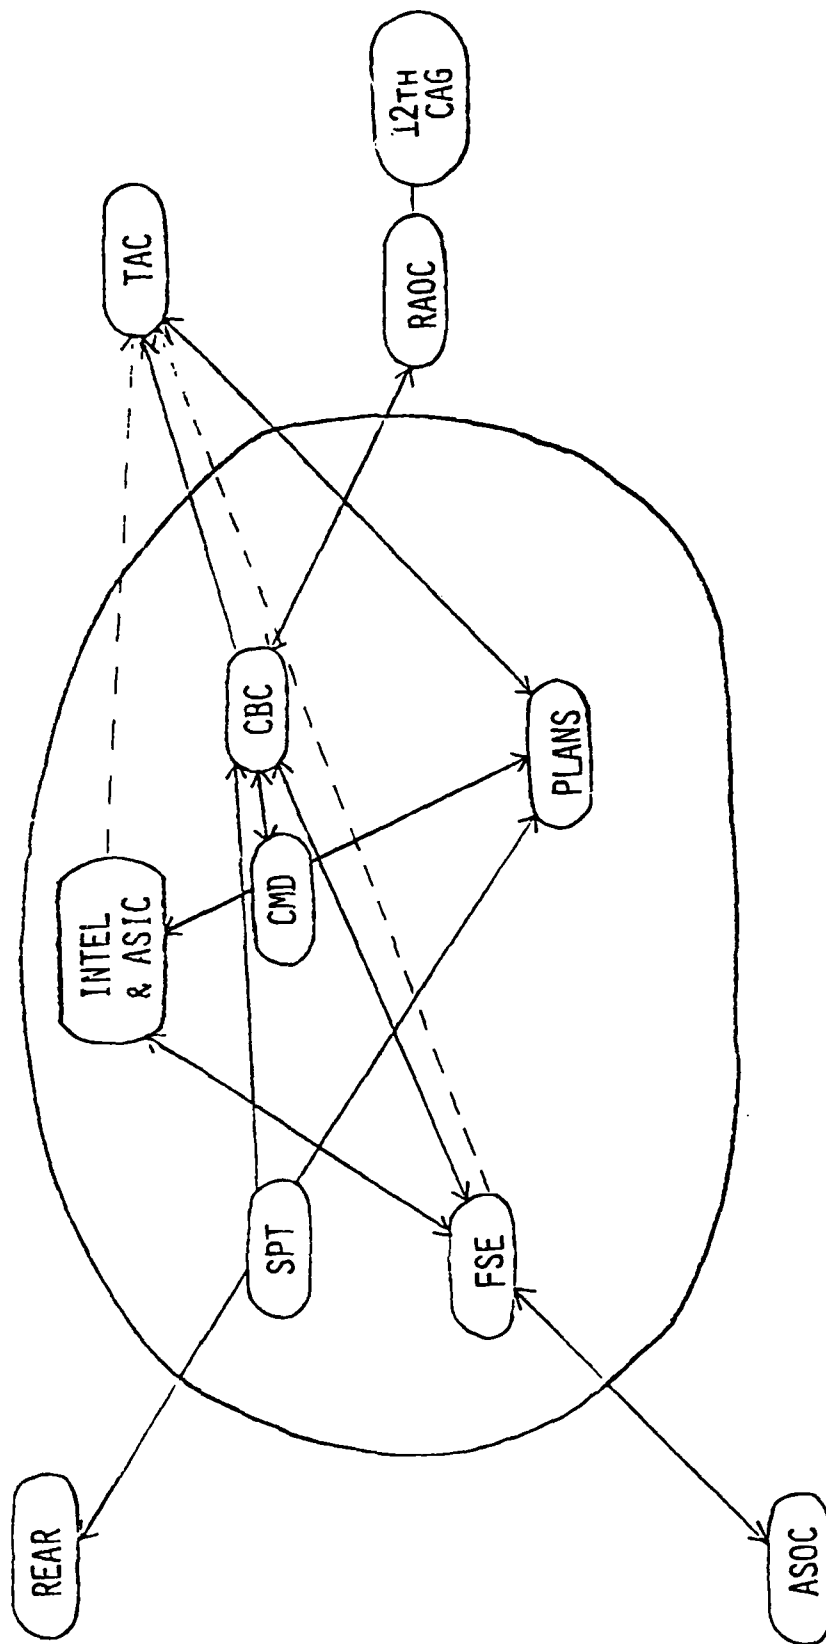 REAR
TAC
INTEL
& ASIC
SPT
CMD
CBC
RAOC
12TH
CAG
FSE
PLANS
ASOC